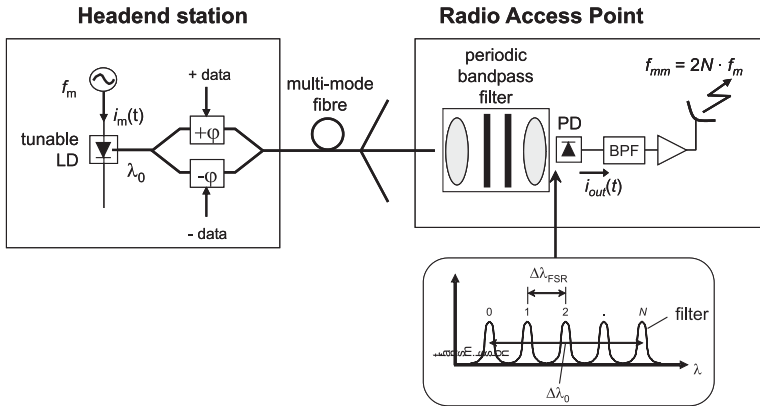 Headend station
Radio Access Point
fm
im(t)
tunable
LD
λ0
+ data
+φ
-φ
- data
multi-mode
fibre
periodic
bandpass
filter
PD
BPF
iout(t)
fmm = 2N · fm
ΔλFSR
0 1 2 . N
filter
Δλ0
λ